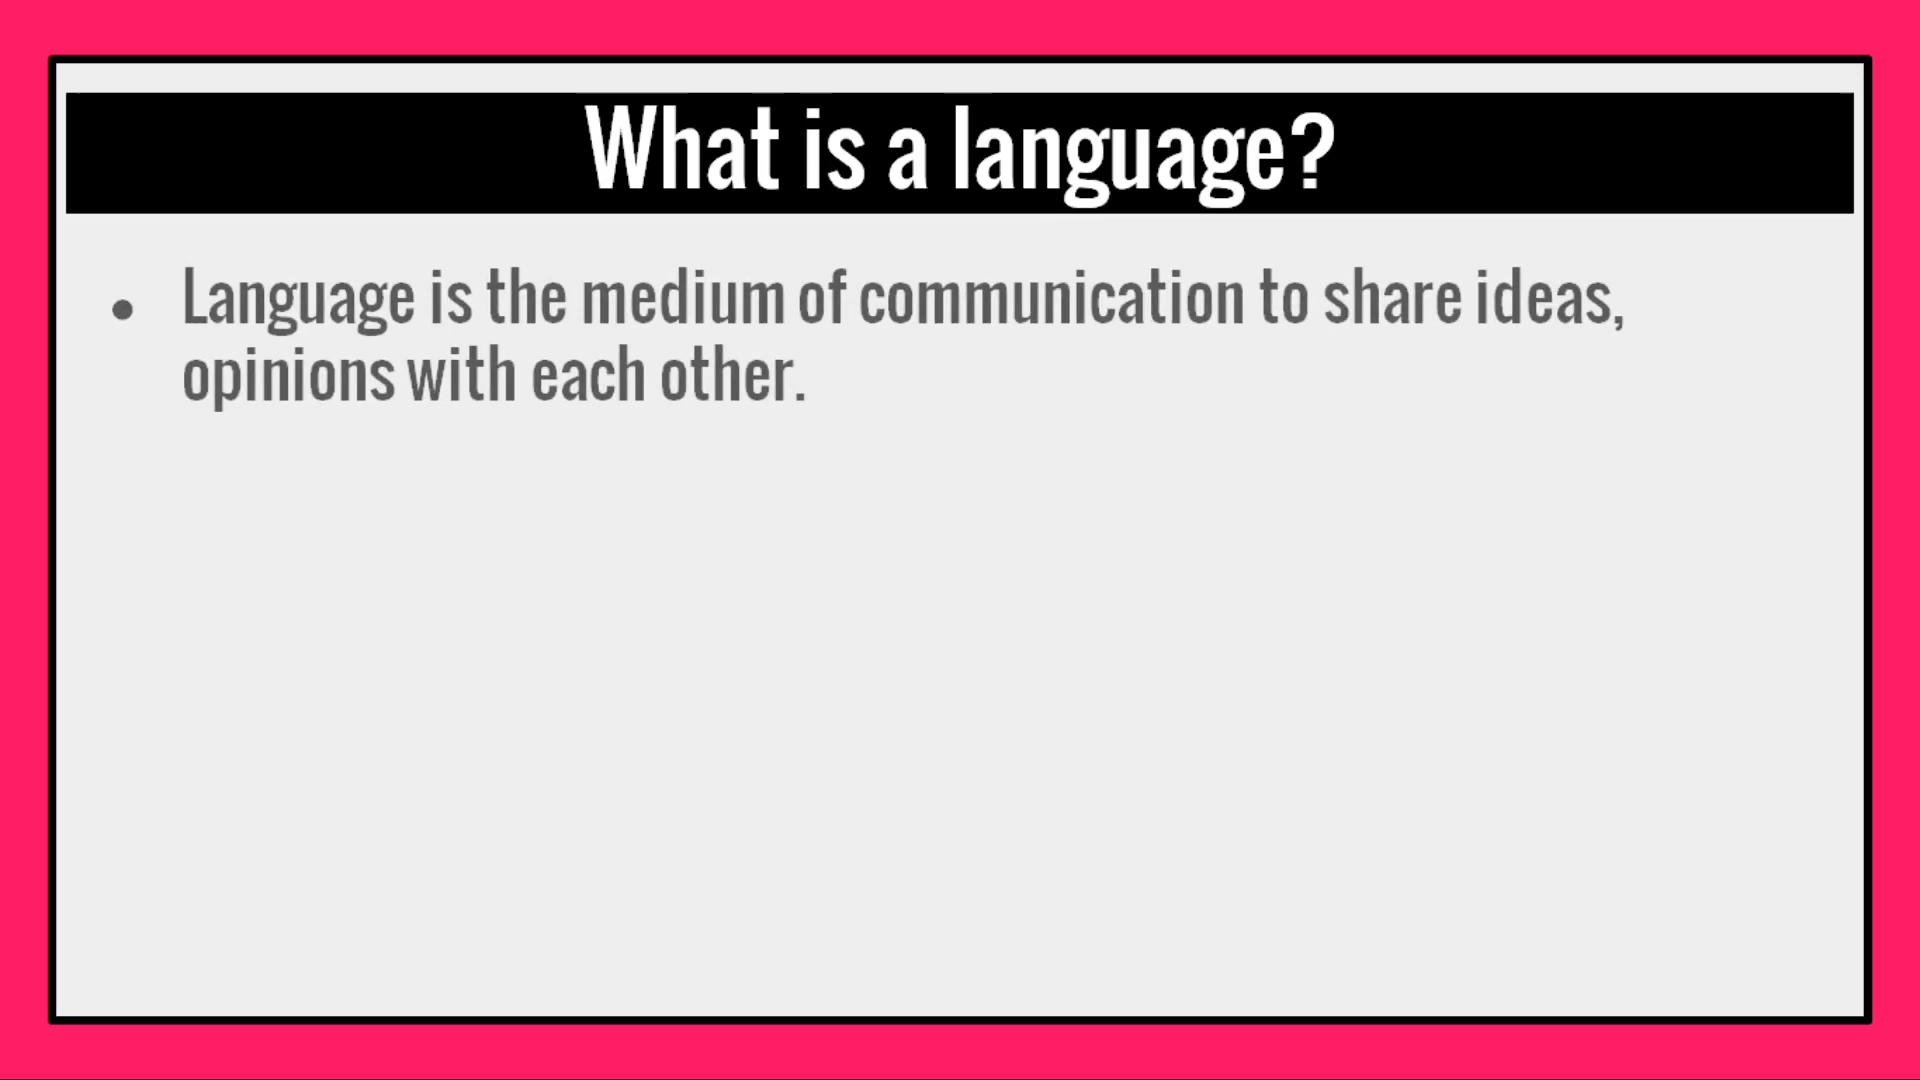 What is a language?
● Language is the medium of communication to share ideas,
opinions with each other.